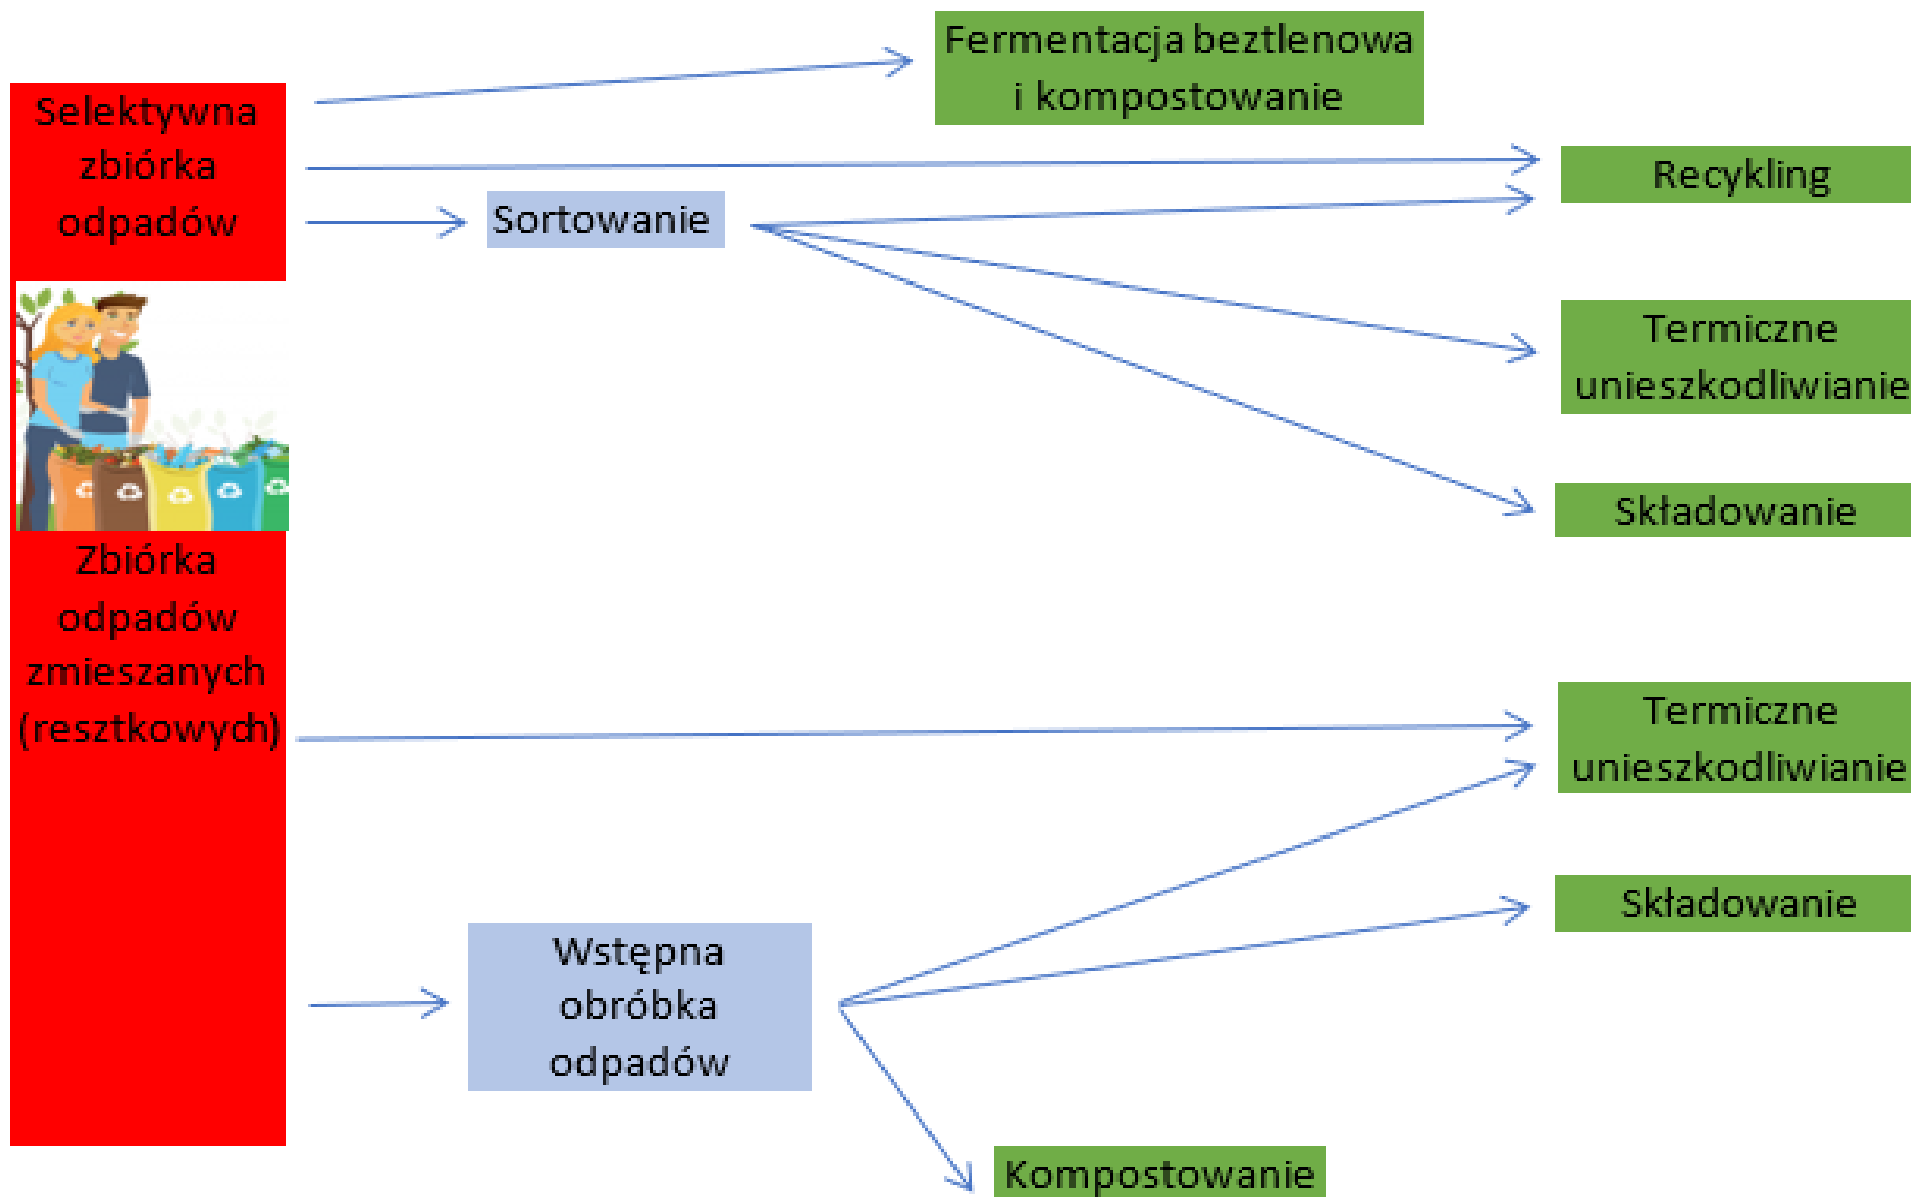 Fermentacja beztlenowa
i kompostowanie
Selektywna
zbiórka
odpadów
Recykling
Sortowanie
Termiczne
unieszkodliwianie
Składowanie
Zbiórka
odpadów
zmieszanych
(resztkowych)
Termiczne
unieszkodliwianie
Składowanie
Wstępna
obróbka
odpadów
Kompostowanie